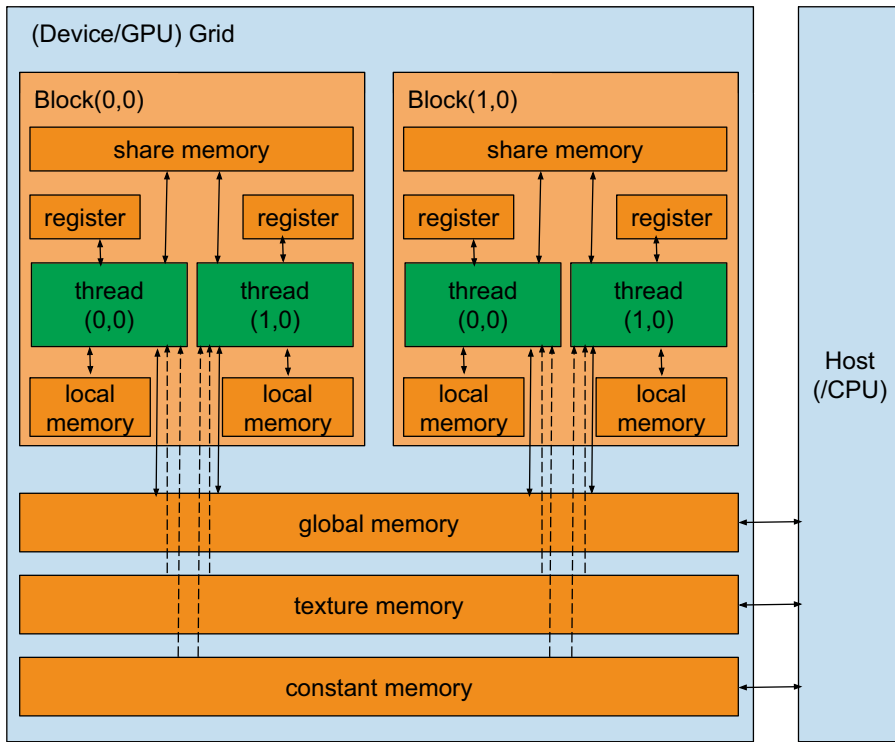 (Device/GPU) Grid
Block(0,0)
share memory
register
register
thread
(0,0)
thread
(1,0)
local
memory
local
memory
Block(1,0)
share memory
register
register
thread
(0,0)
thread
(1,0)
local
memory
local
memory
global memory
texture memory
constant memory
Host
(/CPU)